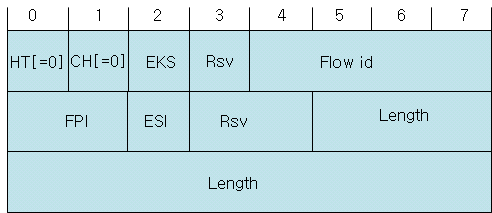 0 1 2 3 4 5 6 7
HT[=0] CH[=0] EKS Rsv Flow id
FPI ESI Rsv Length
Length